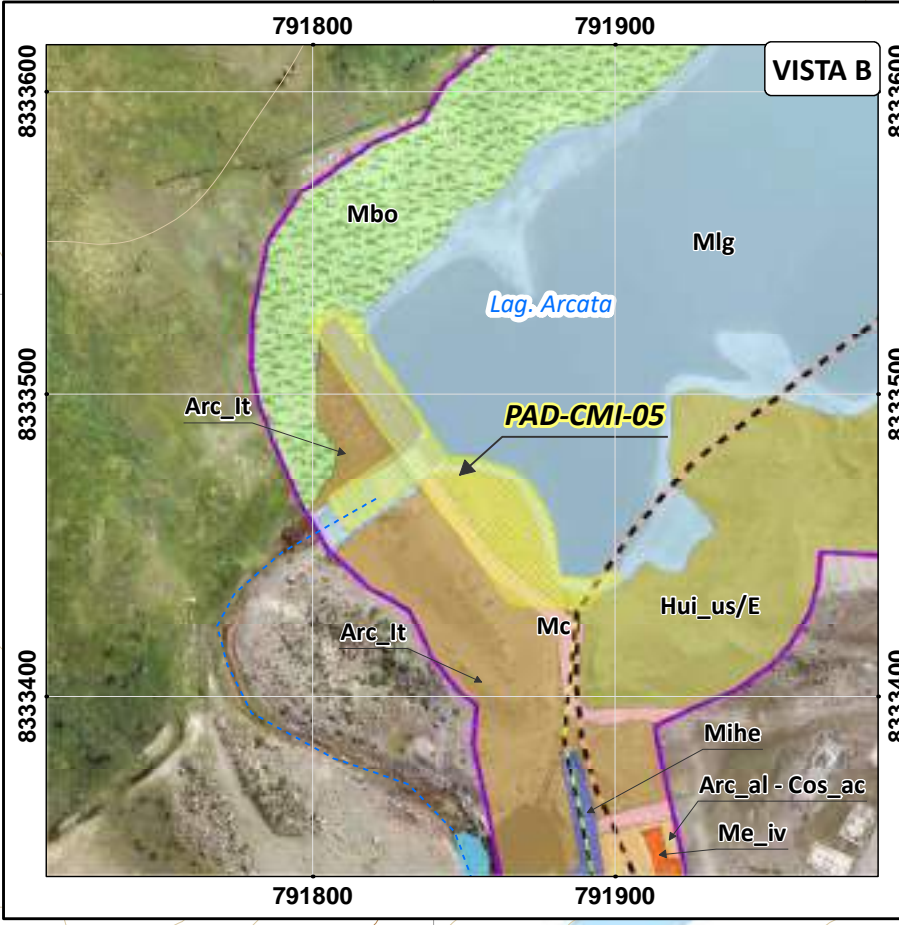 791800
791900
VISTA B
8333600
8333600
Mbo
Mlg
Lag. Arcata
8333500
8333500
Arc_lt
PAD-CMI-05
Hui_us/E
Mc
Arc_lt
8333400
8333400
Mihe
Arc_al - Cos_ac
Me_iv
791800
791900